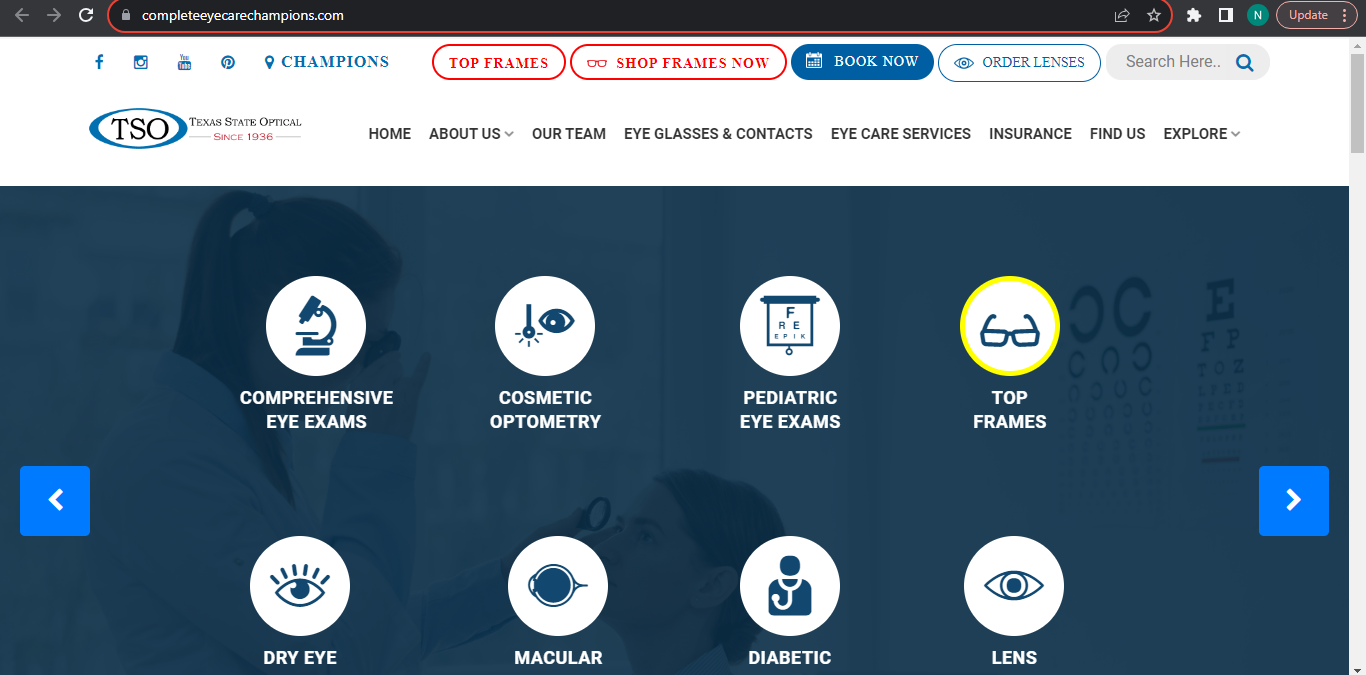 completeeyecarechampions.com
N
Update
CHAMPIONS
TOP FRAMES
SHOP FRAMES NOW
BOOK NOW
ORDER LENSES
Search Here..
TSO TEXAS STATE OPTICAL
SINCE 1936
HOME
ABOUT US
OUR TEAM
EYE GLASSES & CONTACTS
EYE CARE SERVICES
INSURANCE
FIND US
EXPLORE
COMPREHENSIVE
EYE EXAMS
COSMETIC
OPTOMETRY
F
R E
E P I K
PEDIATRIC
EYE EXAMS
TOP
FRAMES
E
F P
T O Z
DRY EYE
MACULAR
DIABETIC
LENS